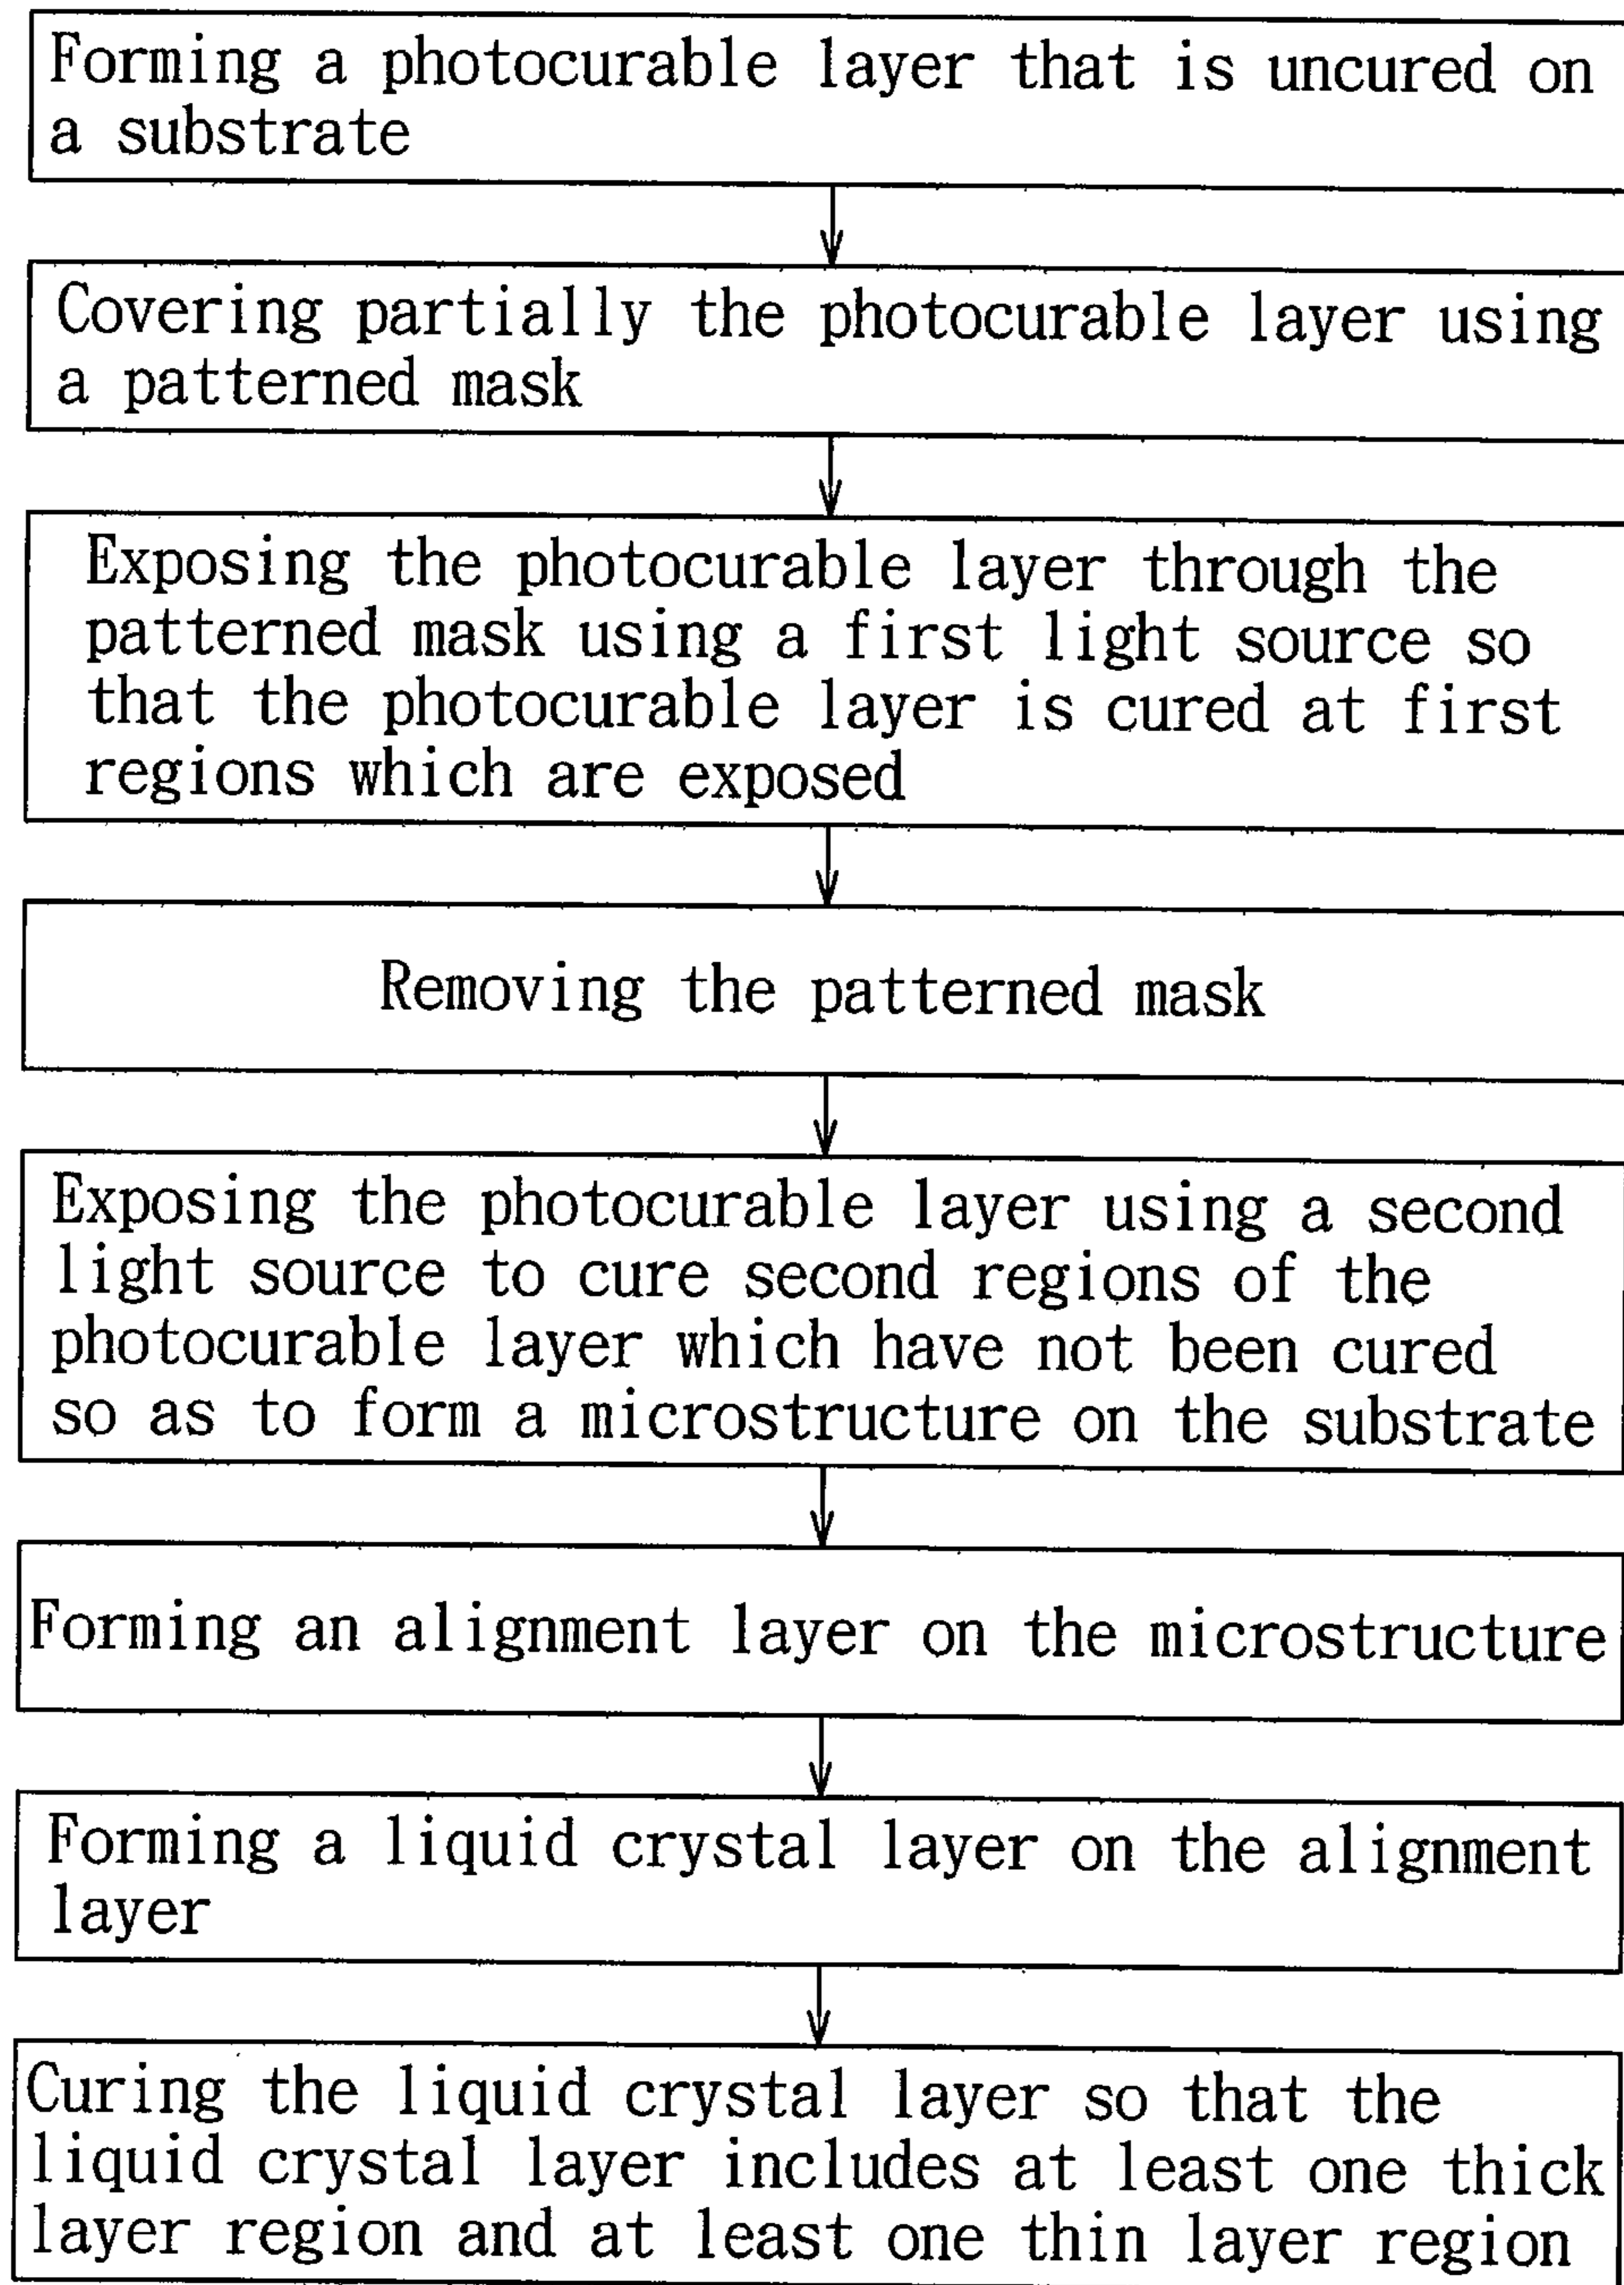 Forming a photocurable layer that is uncured on
a substrate
Covering partially the photocurable layer using
a patterned mask
Exposing the photocurable layer through the
patterned mask using a first light source so
that the photocurable layer is cured at first
regions which are exposed
Removing the patterned mask
Exposing the photocurable layer using a second
light source to cure second regions of the
photocurable layer which have not been cured
so as to form a microstructure on the substrate
Forming an alignment layer on the microstructure
Forming a liquid crystal layer on the alignment
layer
Curing the liquid crystal layer so that the
liquid crystal layer includes at least one thick
layer region and at least one thin layer region